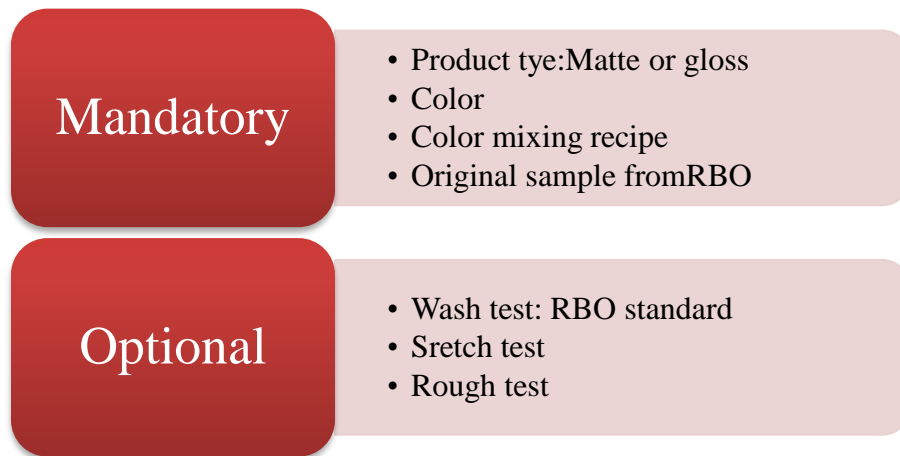 Mandatory
• Product tye:Matte or gloss
• Color
• Color mixing recipe
• Original sample fromRBO
Optional
• Wash test: RBO standard
• Sretch test
• Rough test